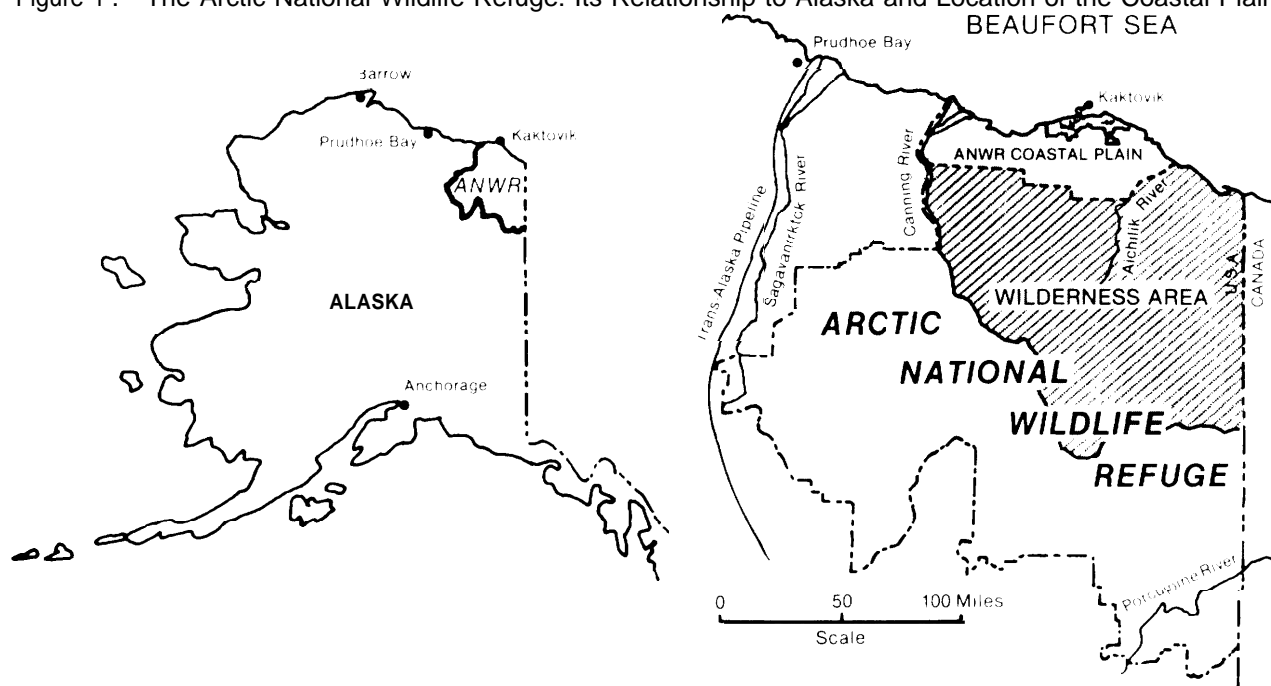 Figure 1. The Arctic National Wildlife Refuge: Its Relationship to Alaska and Location of the Coastal Plain
Barrow
Prudhoe Bay
Kaktovik
ANWR
ALASKA
Anchorage
BEAUFORT SEA
Prudhoe Bay
Kaktovik
ANWR COASTAL PLAIN
Trans Alaska Pipeline
Sagavanirktok River
Canning River
Aichilik River
U.S.A.
CANADA
WILDERNESS AREA
ARCTIC
NATIONAL
WILDLIFE
REFUGE
Porcupine River
0 50 100 Miles
Scale